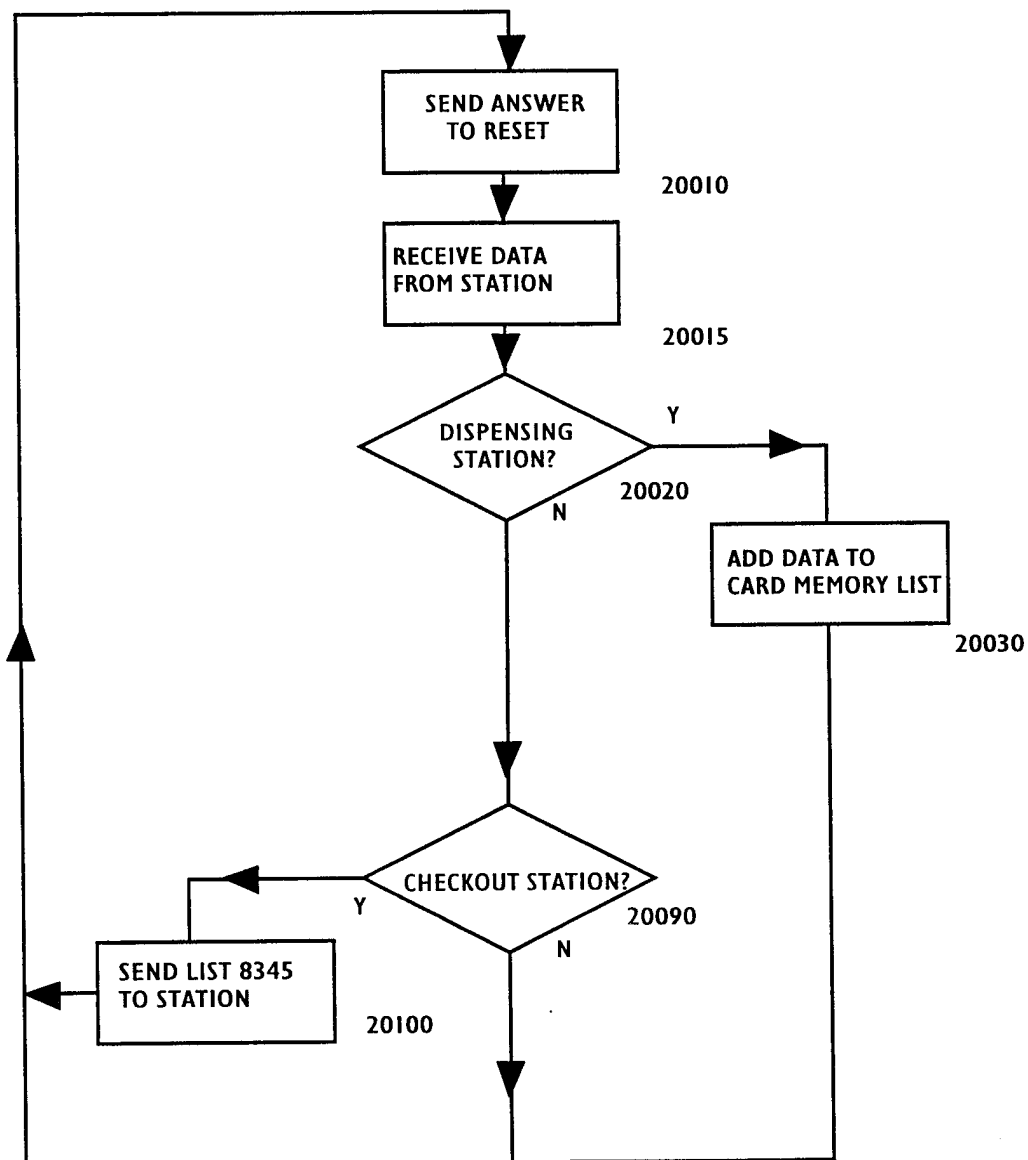 SEND ANSWER
TO RESET
20010
RECEIVE DATA
FROM STATION
20015
DISPENSING
STATION?
Y
20020
N
ADD DATA TO
CARD MEMORY LIST
20030
CHECKOUT STATION?
Y
20090
N
SEND LIST 8345
TO STATION
20100